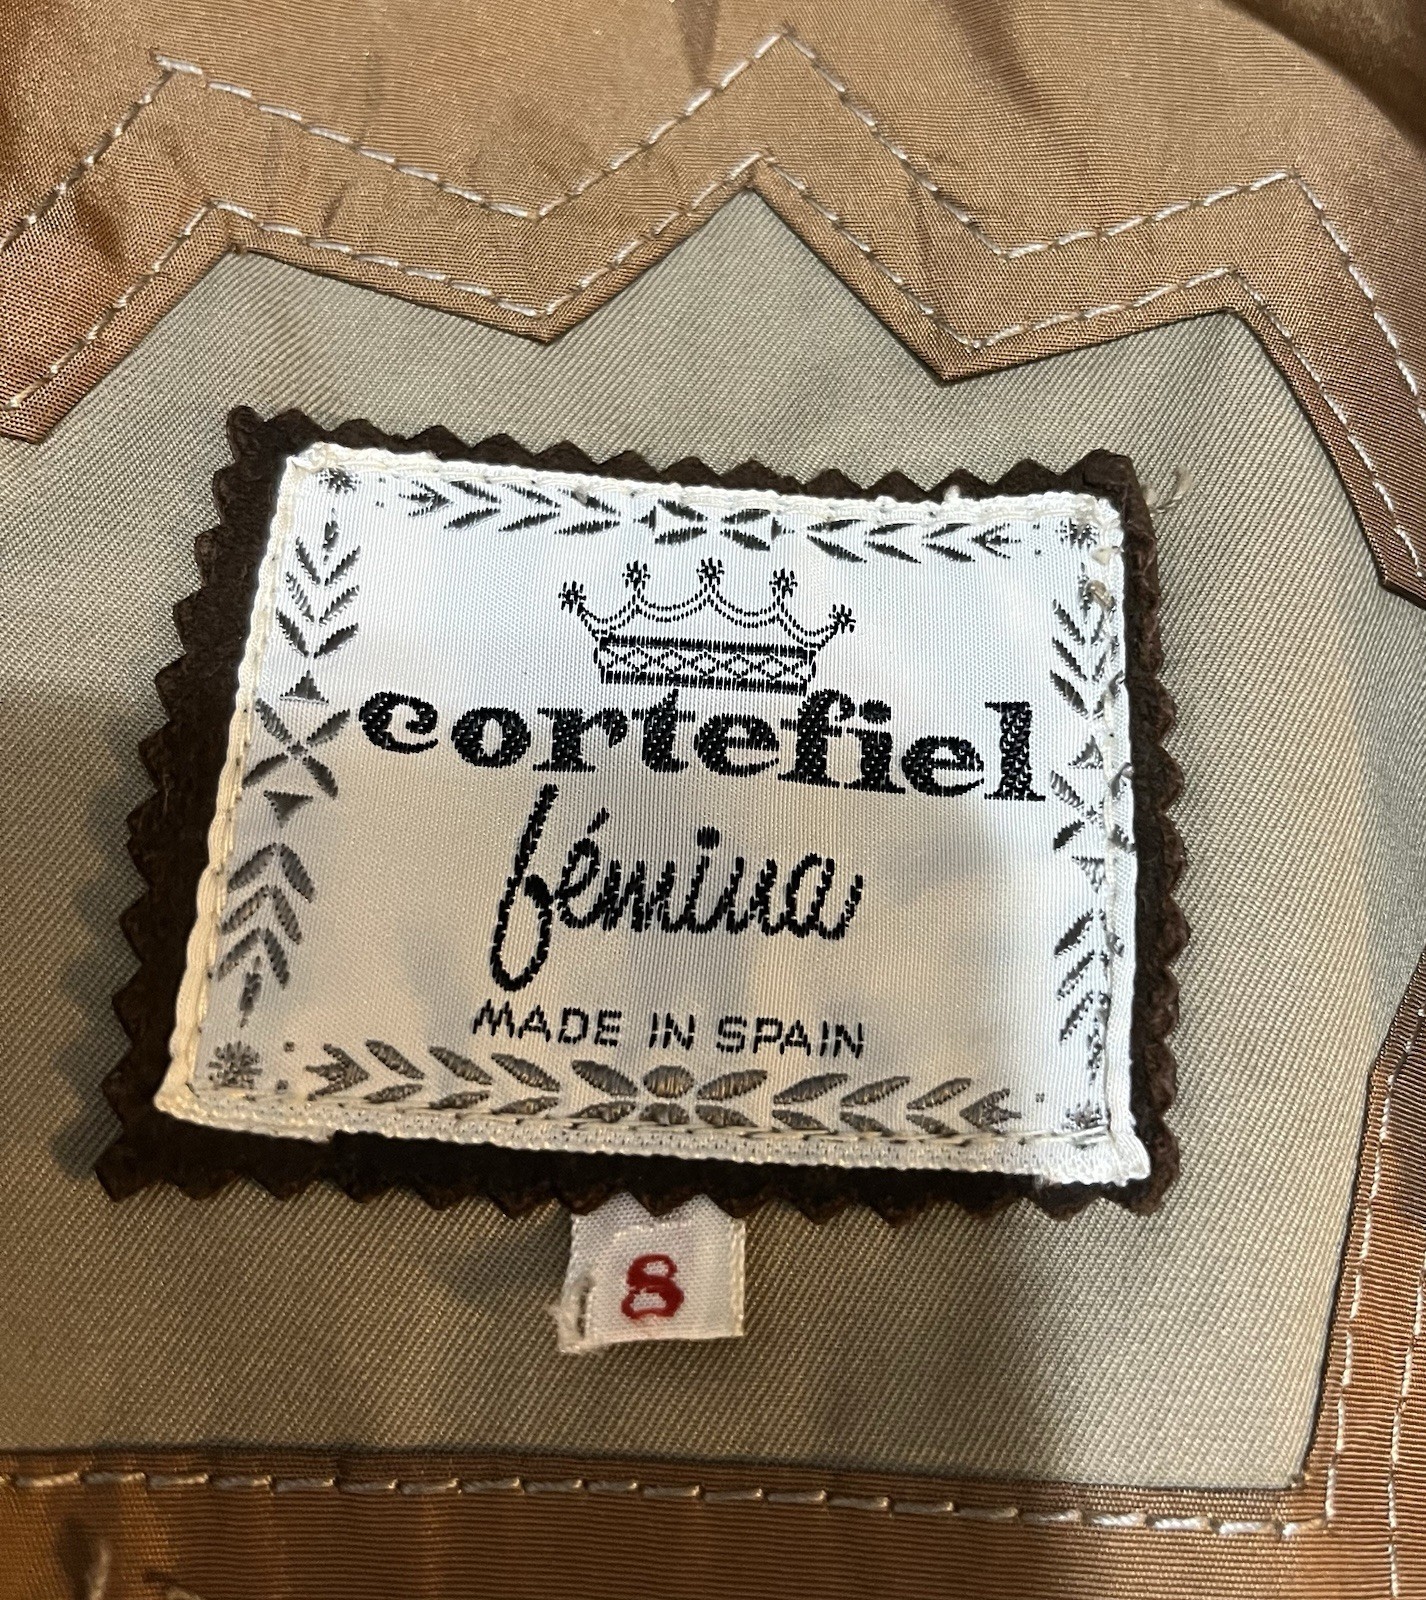 cortefiel
fémina
MADE IN SPAIN
8